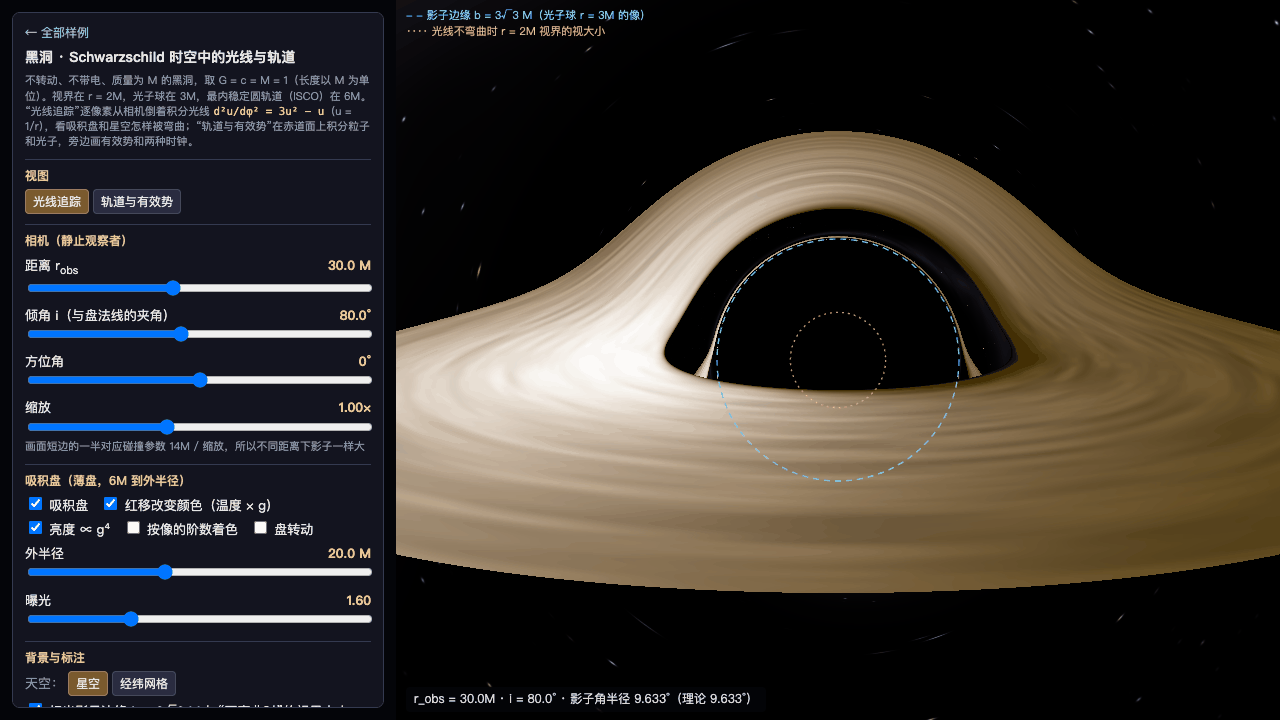 ← 全部样例
黑洞 · Schwarzschild 时空中的光线与轨道
不转动、不带电、质量为 M 的黑洞，取 G = c = M = 1（长度以 M 为单
位）。视界在 r = 2M，光子球在 3M，最内稳定圆轨道（ISCO）在 6M。
“光线追踪”逐像素从相机倒着积分光线 d²u/dφ² = 3u² − u（u =
1/r），看吸积盘和星空怎样被弯曲；“轨道与有效势”在赤道面上积分粒子
和光子，旁边画有效势和两种时钟。
视图
光线追踪 轨道与有效势
相机（静止观察者）
距离 r_obs 30.0 M
倾角 i（与盘法线的夹角） 80.0°
方位角 0°
缩放 1.00×
画面短边的一半对应碰撞参数 14M / 缩放，所以不同距离下影子一样大
吸积盘（薄盘，6M 到外半径）
吸积盘 红移改变颜色（温度 × g）
亮度 ∝ g⁴ 按像的阶数着色 盘转动
外半径 20.0 M
曝光 1.60
背景与标注
天空： 星空 经纬网格
影子边缘 b = 3√3 M（光子球 r = 3M 的像）
光线不弯曲时 r = 2M 视界的视大小
r_obs = 30.0M · i = 80.0° · 影子角半径 9.633°（理论 9.633°）